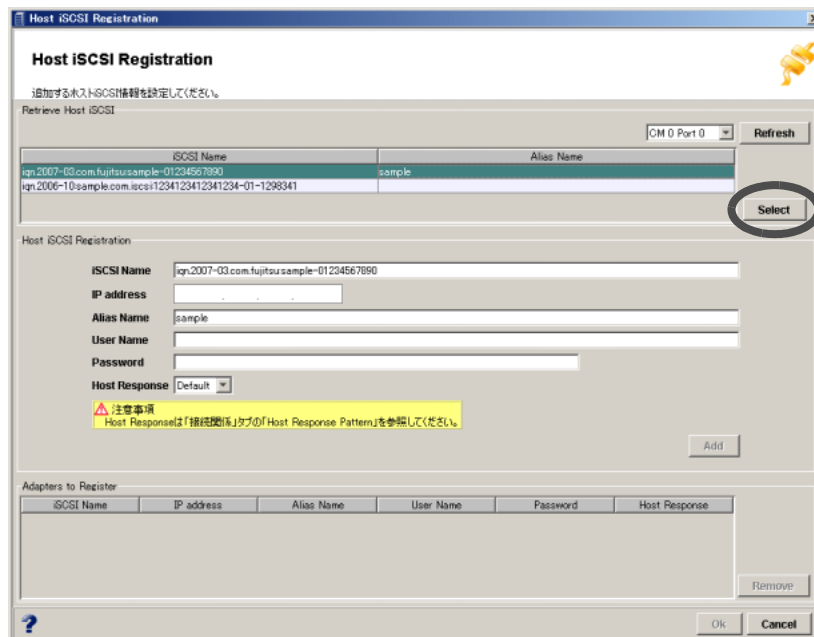 Host iSCSI Registration
Host iSCSI Registration
追加するホストiSCSI情報を設定してください。
Retrieve Host iSCSI
CM 0 Port 0
Refresh
iSCSI Name Alias Name
iqn.2007-03.com.fujitsu:sample-01234567890 sample
iqn.2006-10:sample.com.iscsi:1234123412341234-01-1298341
Select
Host iSCSI Registration
iSCSI Name iqn.2007-03.com.fujitsu:sample-01234567890
IP address . . .
Alias Name sample
User Name
Password
Host Response Default
注意事項
Host Responseは「接続関係」タブの「Host Response Pattern」を参照してください。
Add
Adapters to Register
iSCSI Name IP address Alias Name User Name Password Host Response
Remove
?
Ok Cancel